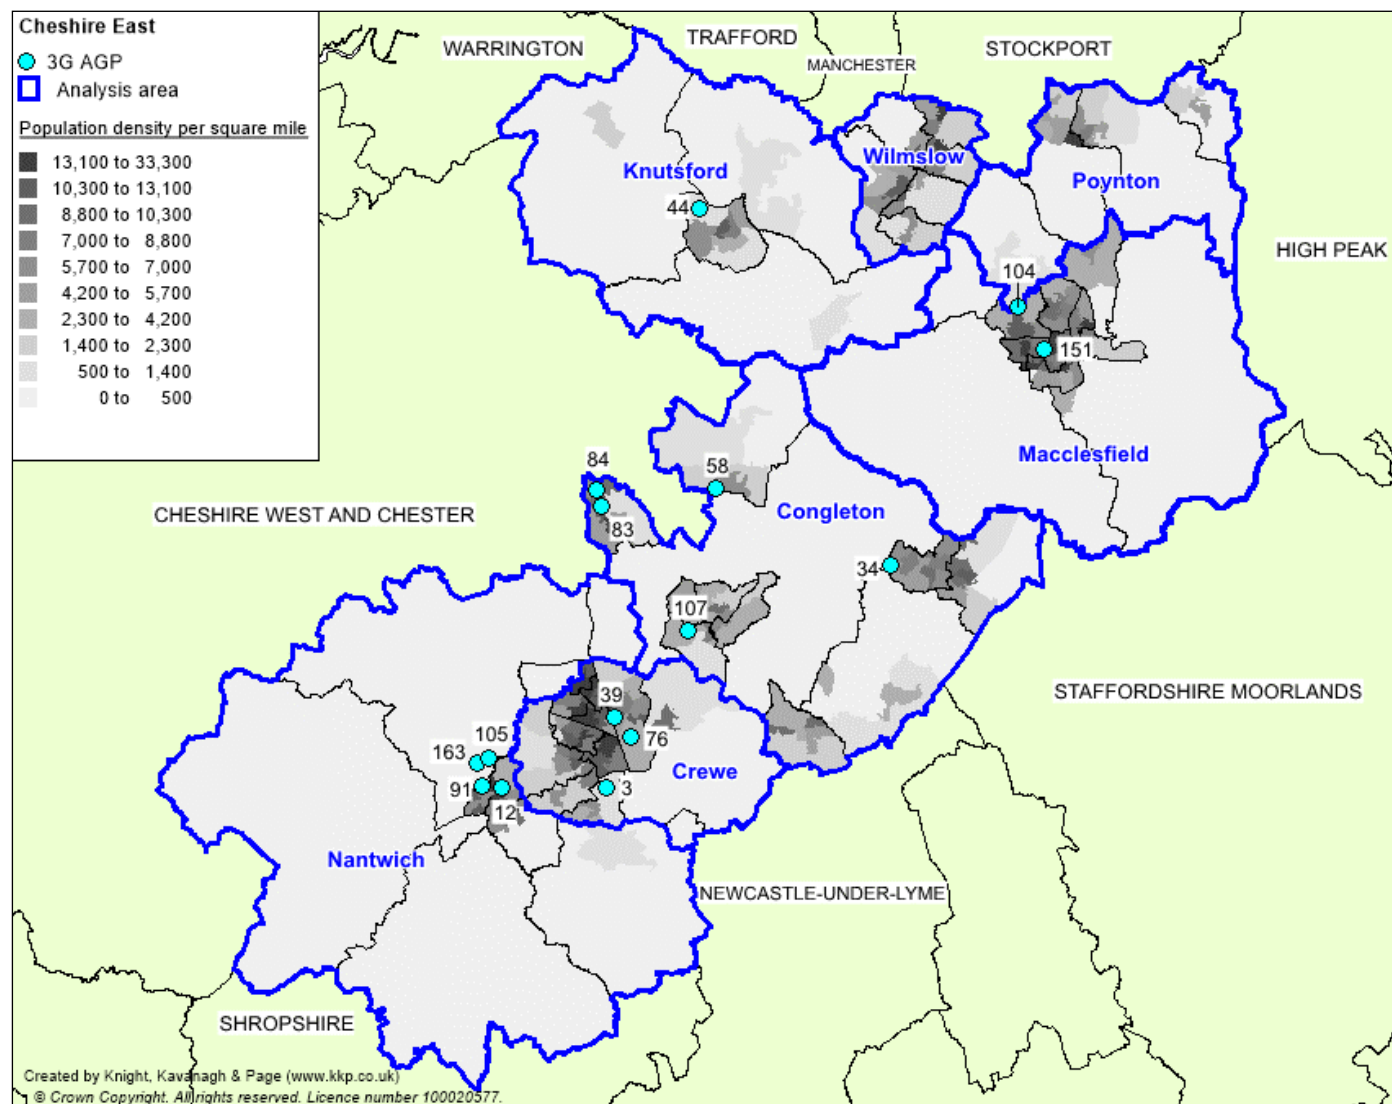 Cheshire East
3G AGP
Analysis area
Population density per square mile
13,100 to 33,300
10,300 to 13,100
8,800 to 10,300
7,000 to 8,800
5,700 to 7,000
4,200 to 5,700
2,300 to 4,200
1,400 to 2,300
500 to 1,400
0 to 500
WARRINGTON
TRAFFORD
MANCHESTER
STOCKPORT
Knutsford
Wilmslow
Poynton
44
HIGH PEAK
104
151
Macclesfield
84
58
83
CHESHIRE WEST AND CHESTER
Congleton
34
107
STAFFORDSHIRE MOORLANDS
39
76
105
163
Crewe
91
12
3
Nantwich
NEWCASTLE-UNDER-LYME
SHROPSHIRE
Created by Knight, Kavanagh & Page (www.kkp.co.uk)
© Crown Copyright. All rights reserved. Licence number 100020577.